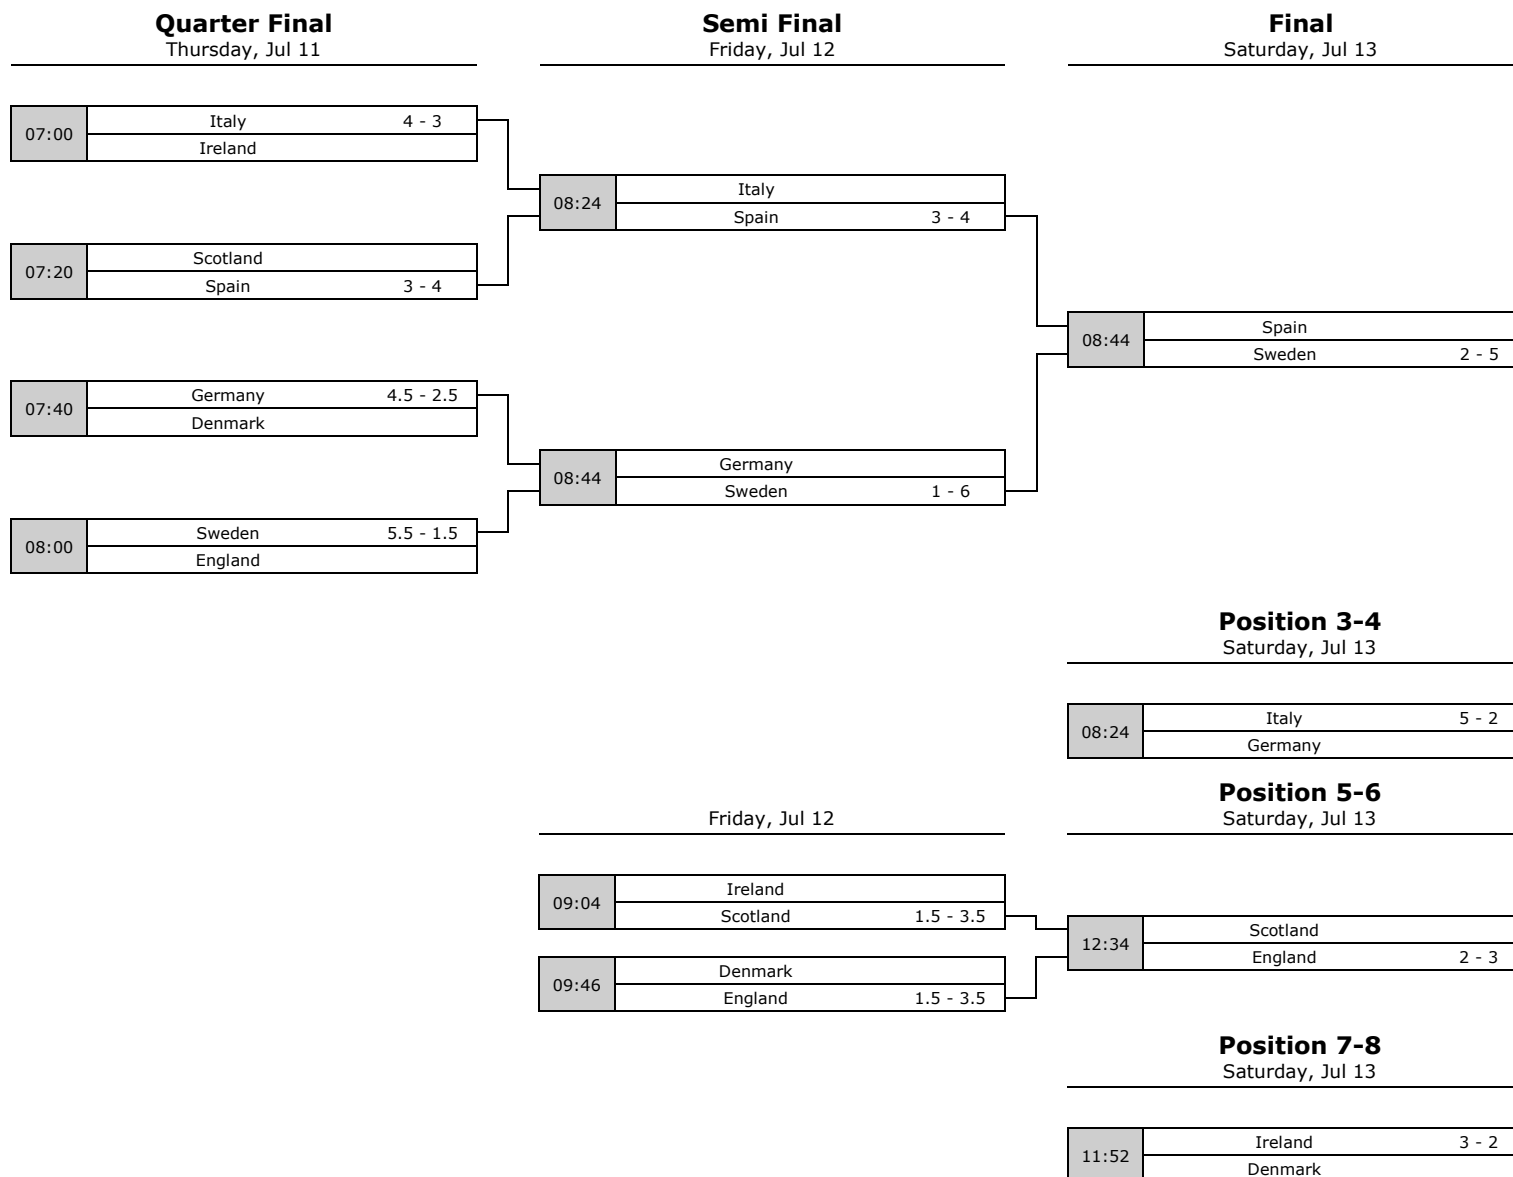 Quarter Final
Thursday, Jul 11
Semi Final
Friday, Jul 12
Final
Saturday, Jul 13
07:00
Italy 4 - 3
Ireland
07:20
Scotland
Spain 3 - 4
07:40
Germany 4.5 - 2.5
Denmark
08:00
Sweden 5.5 - 1.5
England
08:24
Italy
Spain 3 - 4
08:44
Germany
Sweden 1 - 6
08:44
Spain
Sweden 2 - 5
Position 3-4
Saturday, Jul 13
08:24
Italy 5 - 2
Germany
Friday, Jul 12
09:04
Ireland
Scotland 1.5 - 3.5
09:46
Denmark
England 1.5 - 3.5
Position 5-6
Saturday, Jul 13
12:34
Scotland
England 2 - 3
Position 7-8
Saturday, Jul 13
11:52
Ireland 3 - 2
Denmark